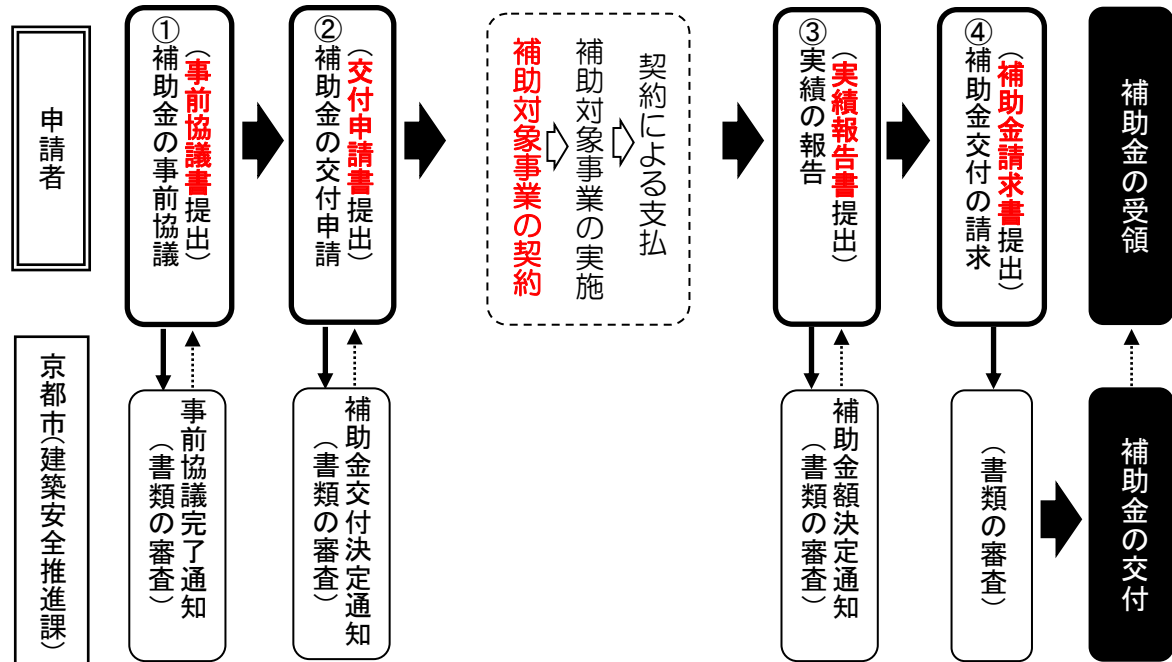 申請者
①補助金の事前協議
（事前協議書提出）
②補助金の交付申請
（交付申請書提出）
補助対象事業の契約
補助対象事業の実施
契約による支払
③実績の報告
（実績報告書提出）
④補助金交付の請求
（補助金請求書提出）
補助金の受領
京都市（建築安全推進課）
事前協議完了通知
（書類の審査）
補助金交付決定通知
（書類の審査）
補助金額決定通知
（書類の審査）
（書類の審査）
補助金の交付